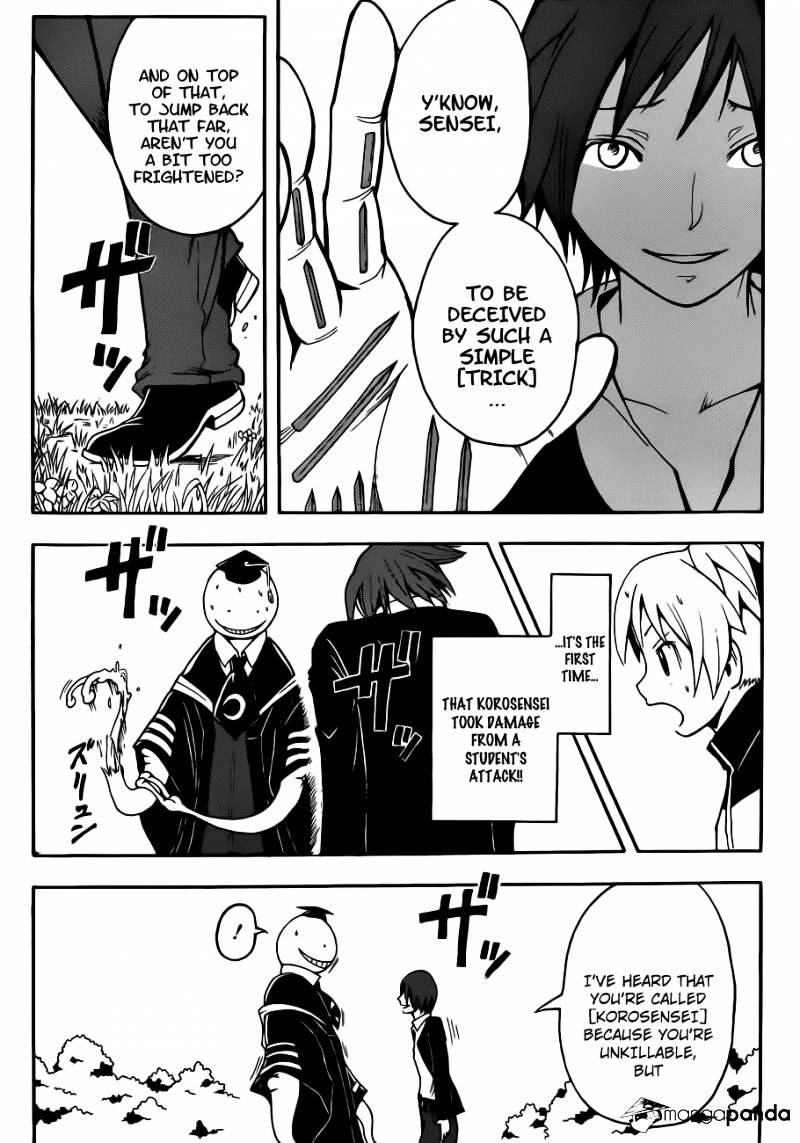 Y'KNOW,
SENSEI,
TO BE
DECEIVED
BY SUCH A
SIMPLE
[TRICK]
...
AND ON TOP
OF THAT,
TO JUMP BACK
THAT FAR,
AREN'T YOU
A BIT TOO
FRIGHTENED?
ザッ
...IT'S THE
FIRST
TIME...
THAT KOROSENSEI
TOOK DAMAGE
FROM A
STUDENT'S
ATTACK!!
ザッ
ザッ
ズリュン
I'VE HEARD THAT
YOU'RE CALLED
[KOROSENSEI]
BECAUSE YOU'RE
UNKILLABLE,
BUT
ザッ
!
mangapanda